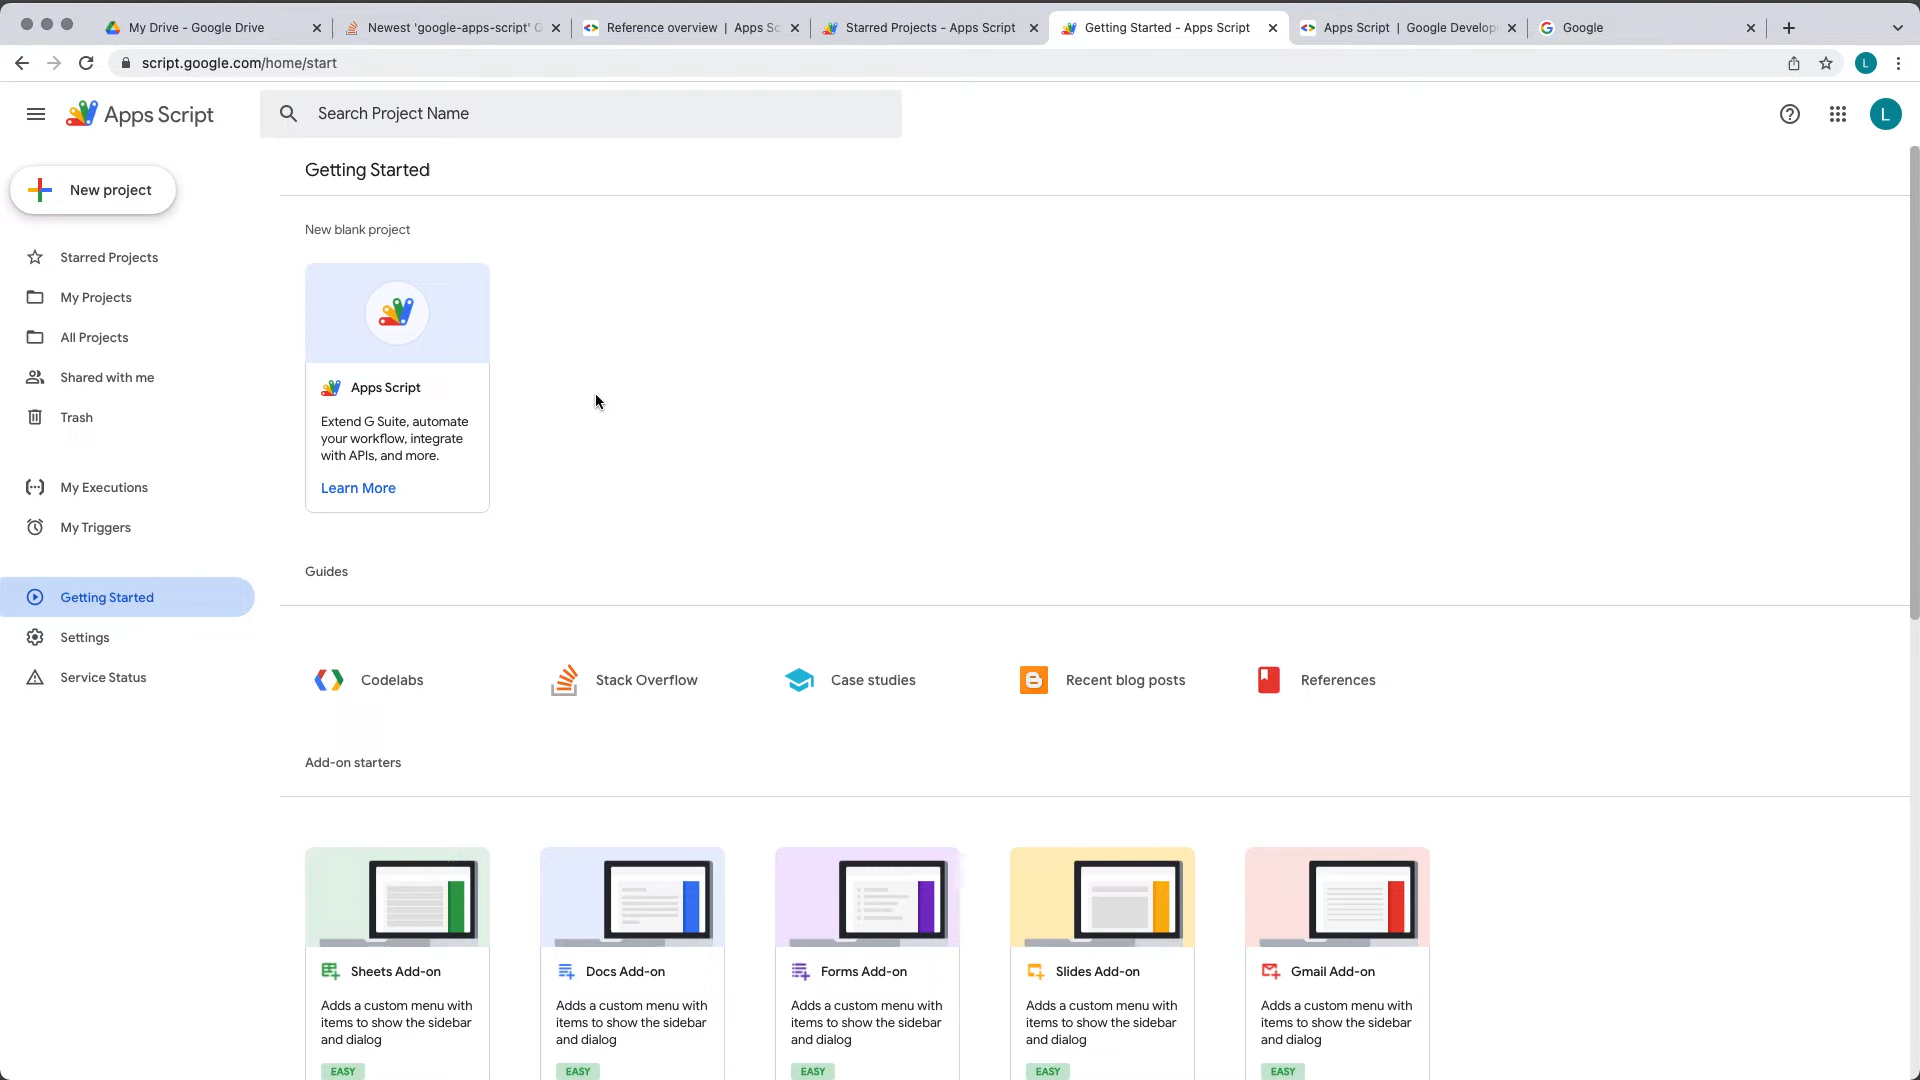 My Drive - Google Drive
Newest 'google-apps-script' Q
Reference overview | Apps Sc
Starred Projects - Apps Script
Getting Started - Apps Script
Apps Script | Google Develop
Google
script.google.com/home/start
L
Apps Script
Search Project Name
L
New project
Starred Projects
My Projects
All Projects
Shared with me
Trash
My Executions
My Triggers
Getting Started
Settings
Service Status
Getting Started
New blank project
Apps Script
Extend G Suite, automate
your workflow, integrate
with APIs, and more.
Learn More
Guides
Codelabs
Stack Overflow
Case studies
Recent blog posts
References
Add-on starters
Sheets Add-on
Adds a custom menu with
items to show the sidebar
and dialog
EASY
Docs Add-on
Adds a custom menu with
items to show the sidebar
and dialog
EASY
Forms Add-on
Adds a custom menu with
items to show the sidebar
and dialog
EASY
Slides Add-on
Adds a custom menu with
items to show the sidebar
and dialog
EASY
Gmail Add-on
Adds a custom menu with
items to show the sidebar
and dialog
EASY